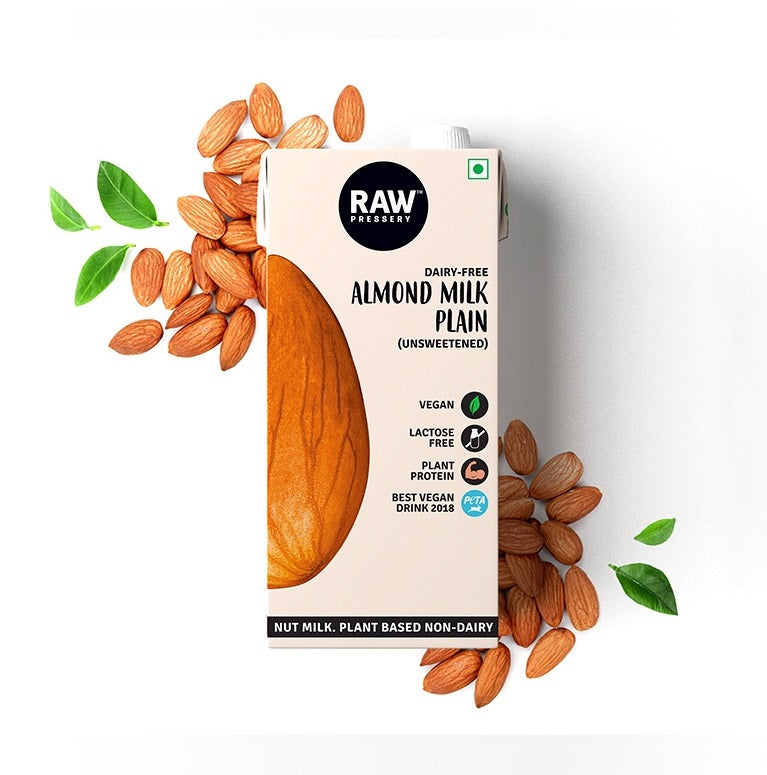 RAW™
PRESSERY
DAIRY-FREE
ALMOND MILK
PLAIN
(UNSWEETENED)
VEGAN
LACTOSE
FREE
PLANT
PROTEIN
BEST VEGAN
DRINK 2018
PETA
NUT MILK. PLANT BASED NON-DAIRY